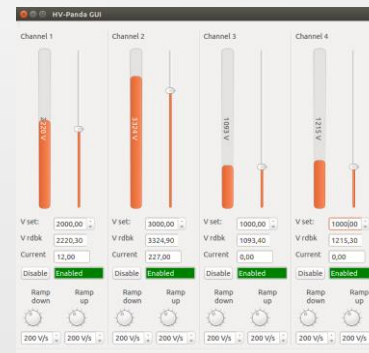 HV-Panda GUI
Channel 1 Channel 2 Channel 3 Channel 4
2220 V 3324 V 1093 V 1215 V
V set: 2000,00 V set: 3000,00 V set: 1000,00 V set: 1000,00
V rdbk 2220,30 V rdbk 3324,90 V rdbk 1093,40 V rdbk 1215,30
Current 12,00 Current 227,00 Current 0,00 Current 0,00
Disable Enabled Disable Enabled Disable Enabled Disable Enabled
Ramp down Ramp up Ramp down Ramp up Ramp down Ramp up Ramp down Ramp up
200 V/s 200 V/s 200 V/s 200 V/s 200 V/s 200 V/s 200 V/s 200 V/s